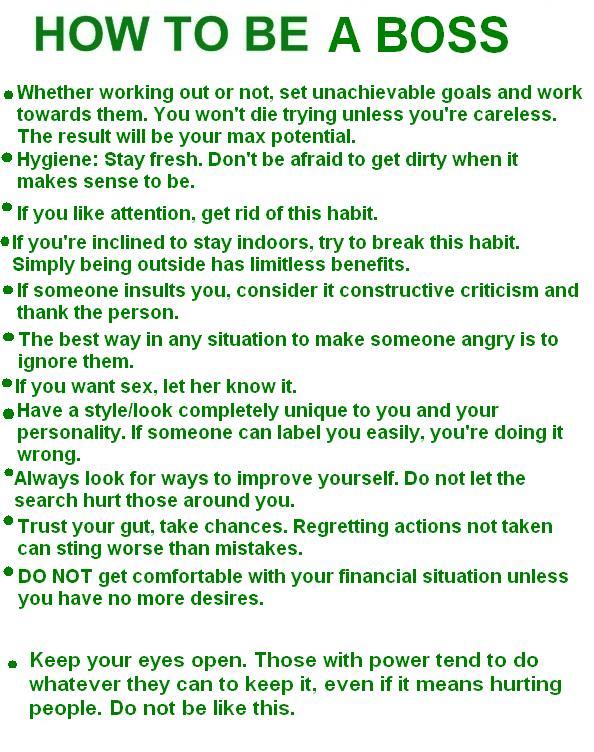 HOW TO BE A BOSS
• Whether working out or not, set unachievable goals and work
towards them. You won't die trying unless you're careless.
The result will be your max potential.
• Hygiene: Stay fresh. Don't be afraid to get dirty when it
makes sense to be.
• If you like attention, get rid of this habit.
• If you're inclined to stay indoors, try to break this habit.
Simply being outside has limitless benefits.
• If someone insults you, consider it constructive criticism and
thank the person.
• The best way in any situation to make someone angry is to
ignore them.
• If you want sex, let her know it.
• Have a style/look completely unique to you and your
personality. If someone can label you easily, you're doing it
wrong.
• Always look for ways to improve yourself. Do not let the
search hurt those around you.
• Trust your gut, take chances. Regretting actions not taken
can sting worse than mistakes.
• DO NOT get comfortable with your financial situation unless
you have no more desires.
• Keep your eyes open. Those with power tend to do
whatever they can to keep it, even if it means hurting
people. Do not be like this.